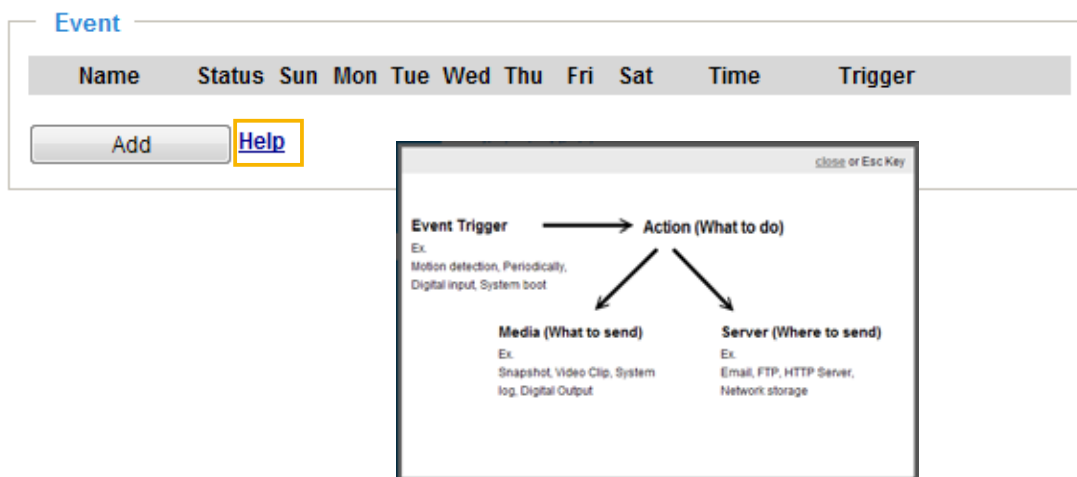 Event
Name Status Sun Mon Tue Wed Thu Fri Sat Time Trigger
Add Help
close or Esc Key
Event Trigger Action (What to do)
Ex.
Motion detection, Periodically,
Digital input, System boot
Media (What to send) Server (Where to send)
Ex. Ex.
Snapshot, Video Clip, System Email, FTP, HTTP Server,
log, Digital Output Network storage